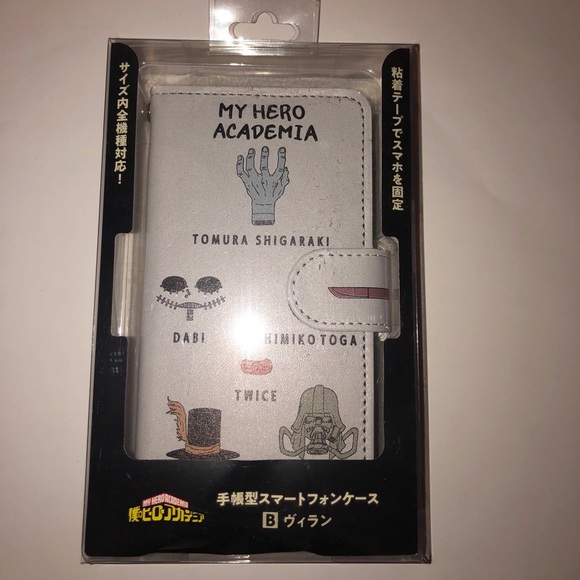 サイズ内全機種対応!
粘着テープでスマホを固定
MY HERO
ACADEMIA
TOMURA SHIGARAKI
DABI
HIMIKO TOGA
TWICE
MY HERO ACADEMIA
僕のヒーローアカデミア
手帳型スマートフォンケース
B ヴィラン